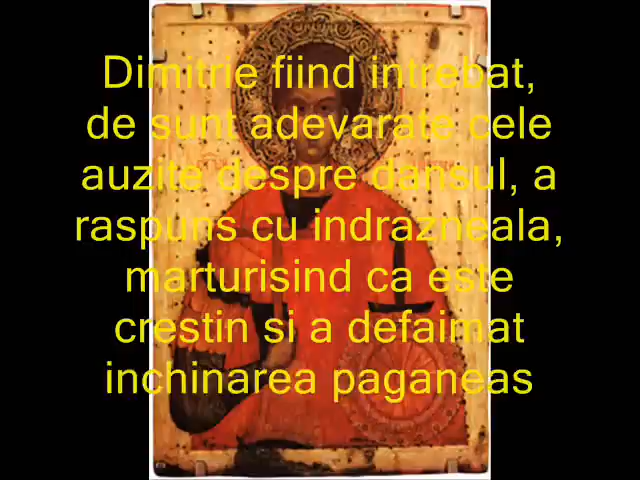 Dimitrie fiind intrebat,
de sunt adevarate cele
auzite despre dansul, a
raspuns cu indrazneala,
marturisind ca este
crestin si a defaimat
inchinarea paganeas